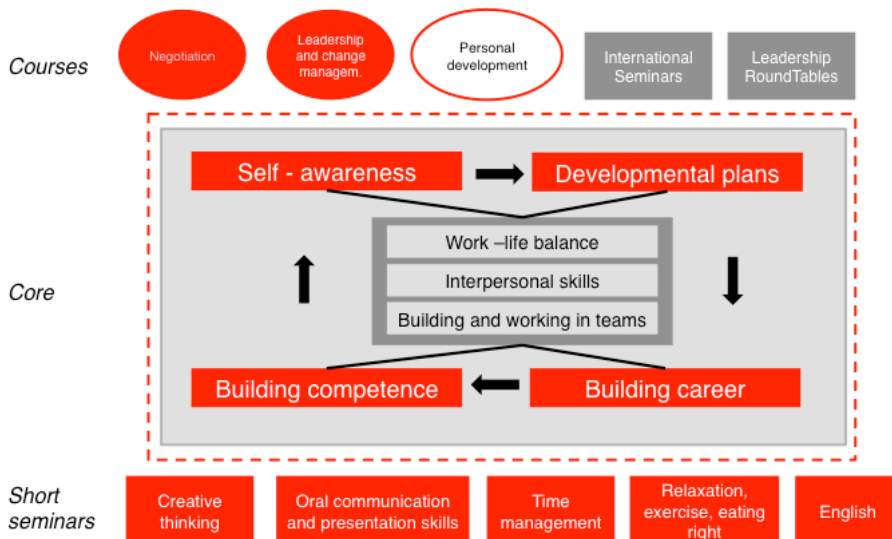 Courses
Negotiation
Leadership
and change
managem.
Personal
development
International
Seminars
Leadership
RoundTables
Core
Self - awareness
Developmental plans
Work –life balance
Interpersonal skills
Building and working in teams
Building competence
Building career
Short
seminars
Creative
thinking
Oral communication
and presentation skills
Time
management
Relaxation,
exercise, eating
right
English